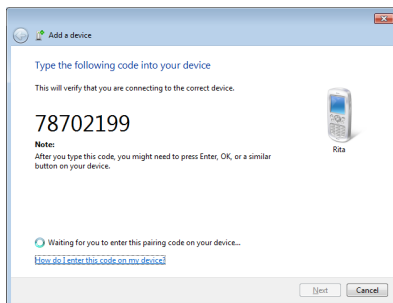 Add a device
Type the following code into your device
This will verify that you are connecting to the correct device.
78702199
Note:
After you type this code, you might need to press Enter, OK, or a similar
button on your device.
Rita
Waiting for you to enter this pairing code on your device...
How do I enter this code on my device?
Next Cancel